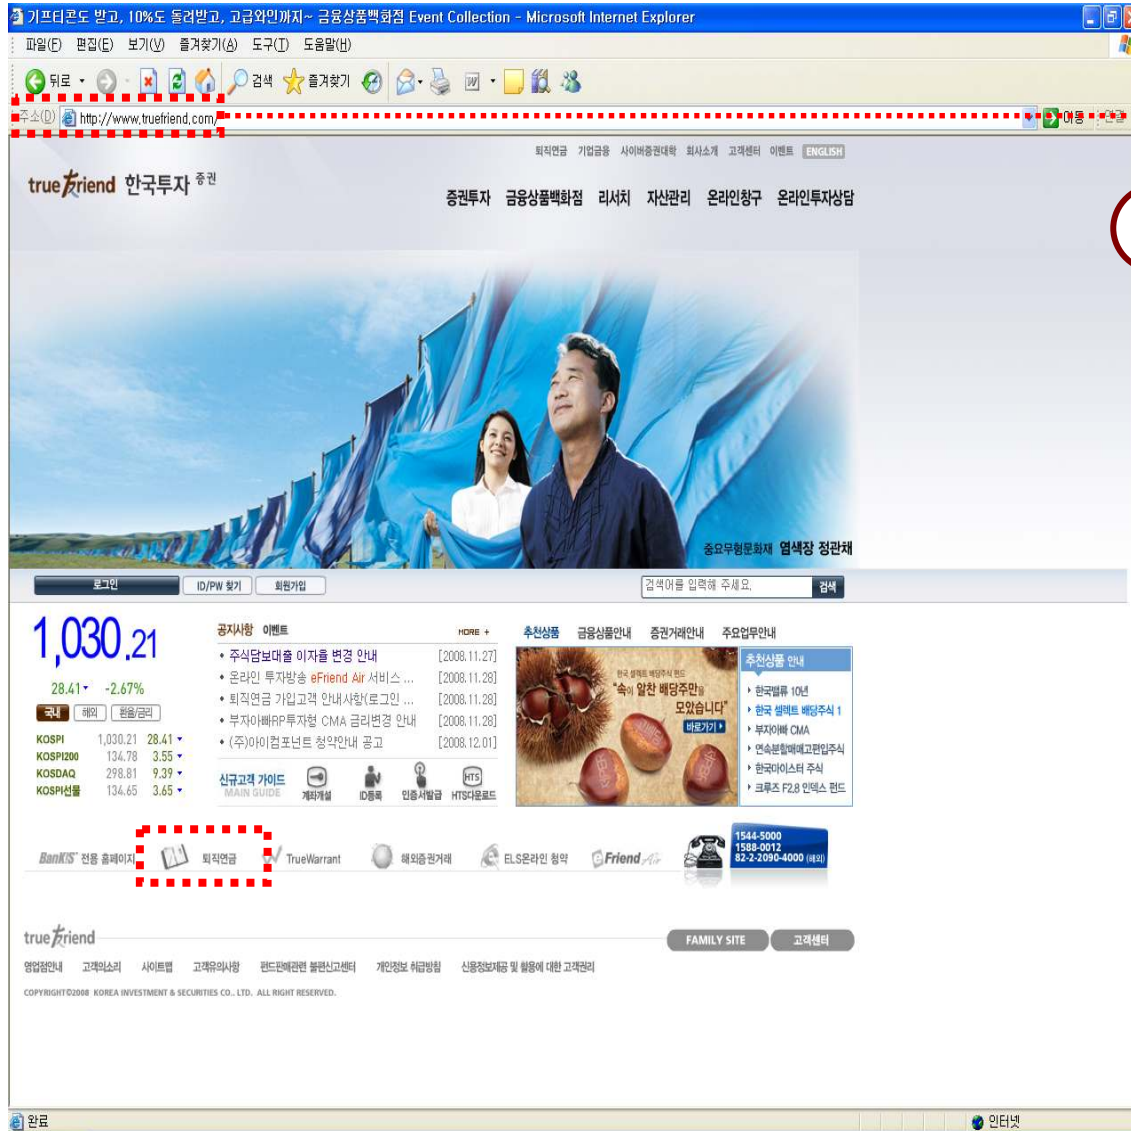 기프티콘도 받고, 10%도 돌려받고, 고급와인까지~ 금융상품백화점 Event Collection - Microsoft Internet Explorer
파일(F) 편집(E) 보기(V) 즐겨찾기(A) 도구(T) 도움말(H)
뒤로 검색 즐겨찾기
주소(D) http://www.truefriend.com/ 이동 연결
퇴직연금 기업금융 사이버증권대학 회사소개 고객센터 이벤트 ENGLISH
true friend 한국투자 증권
증권투자 금융상품백화점 리서치 자산관리 온라인창구 온라인투자상담
중요무형문화재 염색장 정관채
로그인 ID/PW 찾기 회원가입 검색어를 입력해 주세요. 검색
1,030.21
28.41▼ -2.67%
국내 해외 환율/금리
KOSPI 1,030.21 28.41 ▼
KOSPI200 134.78 3.55 ▼
KOSDAQ 298.81 9.39 ▼
KOSPI선물 134.65 3.65 ▼
공지사항 이벤트 MORE +
• 주식담보대출 이자율 변경 안내 [2008.11.27]
• 온라인 투자방송 eFriend Air 서비스 ... [2008.11.28]
• 퇴직연금 가입고객 안내사항(로그인 ... [2008.11.28]
• 부자아빠RP투자형 CMA 금리변경 안내 [2008.11.28]
• (주)아이컴포넌트 청약안내 공고 [2008.12.01]
신규고객 가이드
MAIN GUIDE
계좌개설 ID등록 인증서발급 HTS HTS다운로드
추천상품 금융상품안내 증권거래안내 주요업무안내
한국 셀렉트 배당주식 펀드
"속이 알찬 배당주만을
모았습니다"
바로가기
추천상품 안내
한국밸류 10년
한국 셀렉트 배당주식 1
부자아빠 CMA
연속분할매매고편입주식
한국마이스터 주식
크루즈 F2.8 인덱스 펀드
BanKIS 전용 홈페이지 퇴직연금 TrueWarrant 해외증권거래 ELS온라인 청약 eFriend Air
1544-5000
1588-0012
82-2-2090-4000 (해외)
true friend
FAMILY SITE 고객센터
영업점안내 고객의소리 사이트맵 고객유의사항 펀드판매관련 불편신고센터 개인정보 취급방침 신용정보제공 및 활용에 대한 고객권리
COPYRIGHT©2008 KOREA INVESTMENT & SECURITIES CO., LTD. ALL RIGHT RESERVED.
완료 인터넷